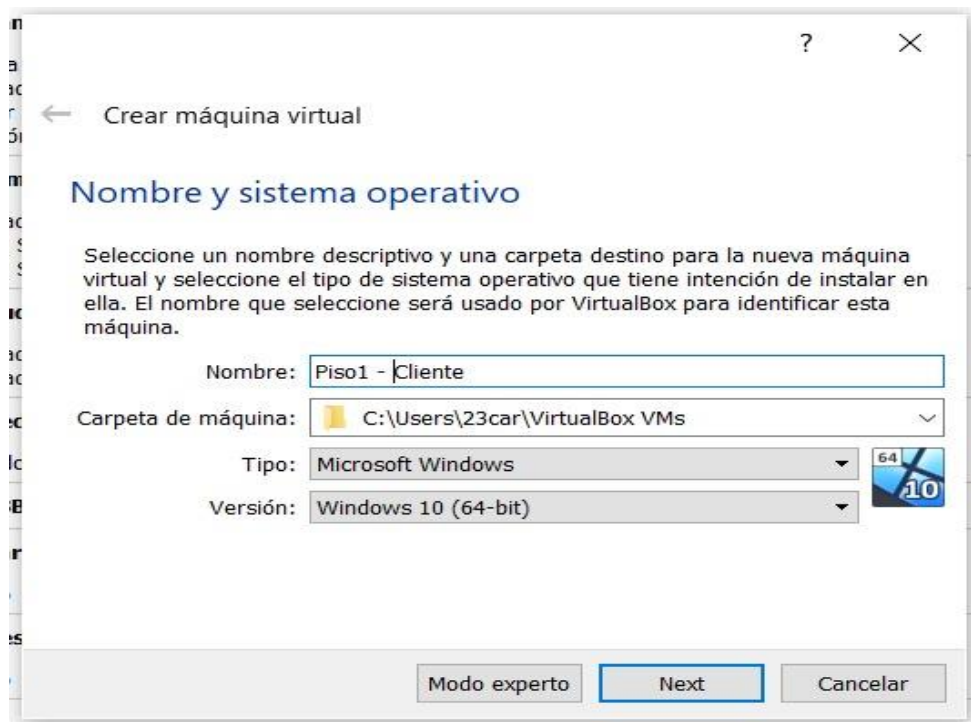 ?
Crear máquina virtual
Nombre y sistema operativo
Seleccione un nombre descriptivo y una carpeta destino para la nueva máquina
virtual y seleccione el tipo de sistema operativo que tiene intención de instalar en
ella. El nombre que seleccione será usado por VirtualBox para identificar esta
máquina.
Nombre: Piso1 - Cliente
Carpeta de máquina: C:\Users\23car\VirtualBox VMs
Tipo: Microsoft Windows
64
10
Versión: Windows 10 (64-bit)
Modo experto Next Cancelar